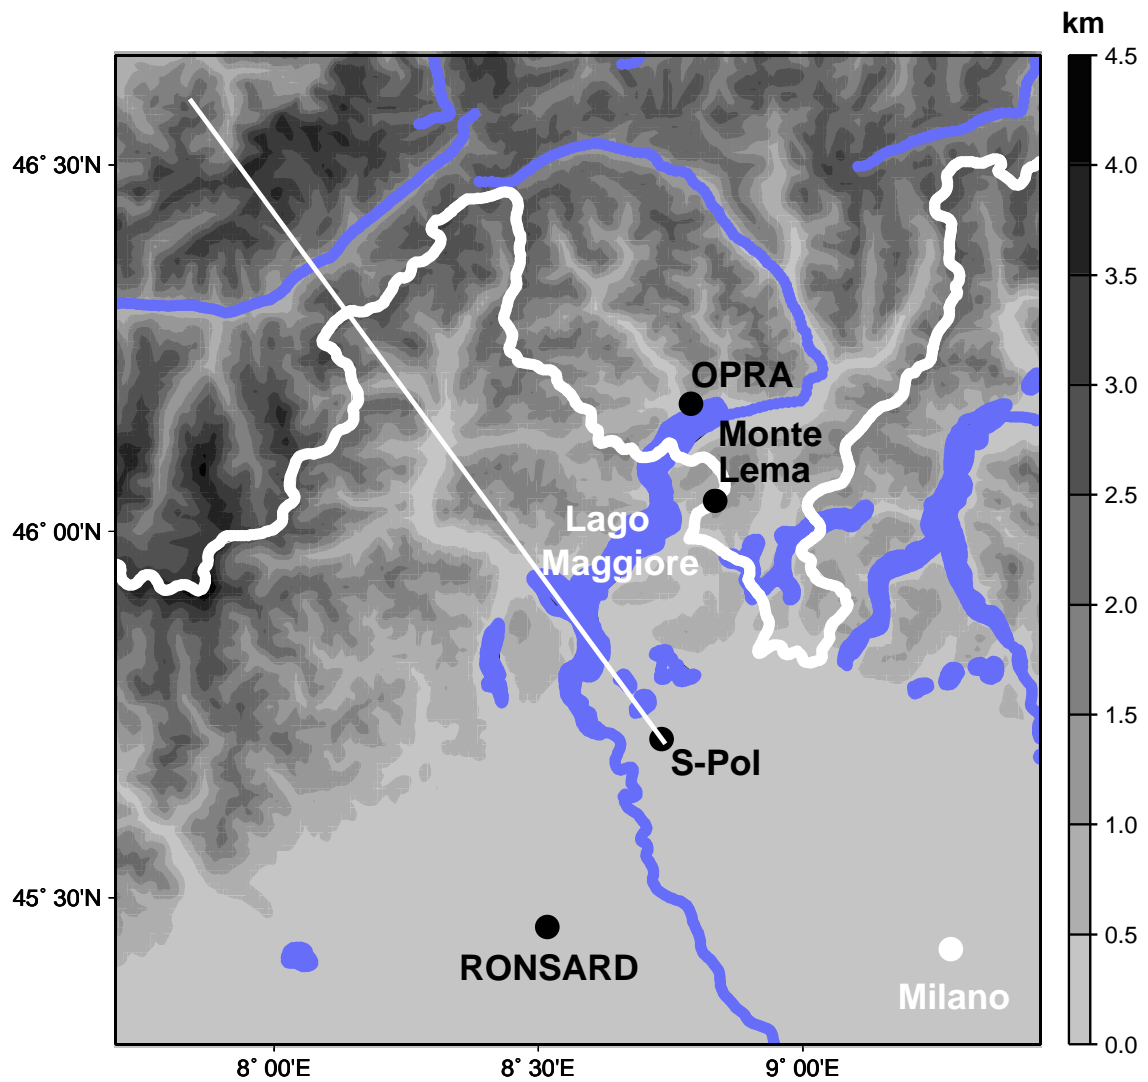 km
4.5
4.0
3.5
3.0
2.5
2.0
1.5
1.0
0.5
0.0
46˚ 30'N
46˚ 00'N
45˚ 30'N
OPRA
Monte
Lema
Lago
Maggiore
S-Pol
RONSARD
Milano
8˚ 00'E
8˚ 30'E
9˚ 00'E